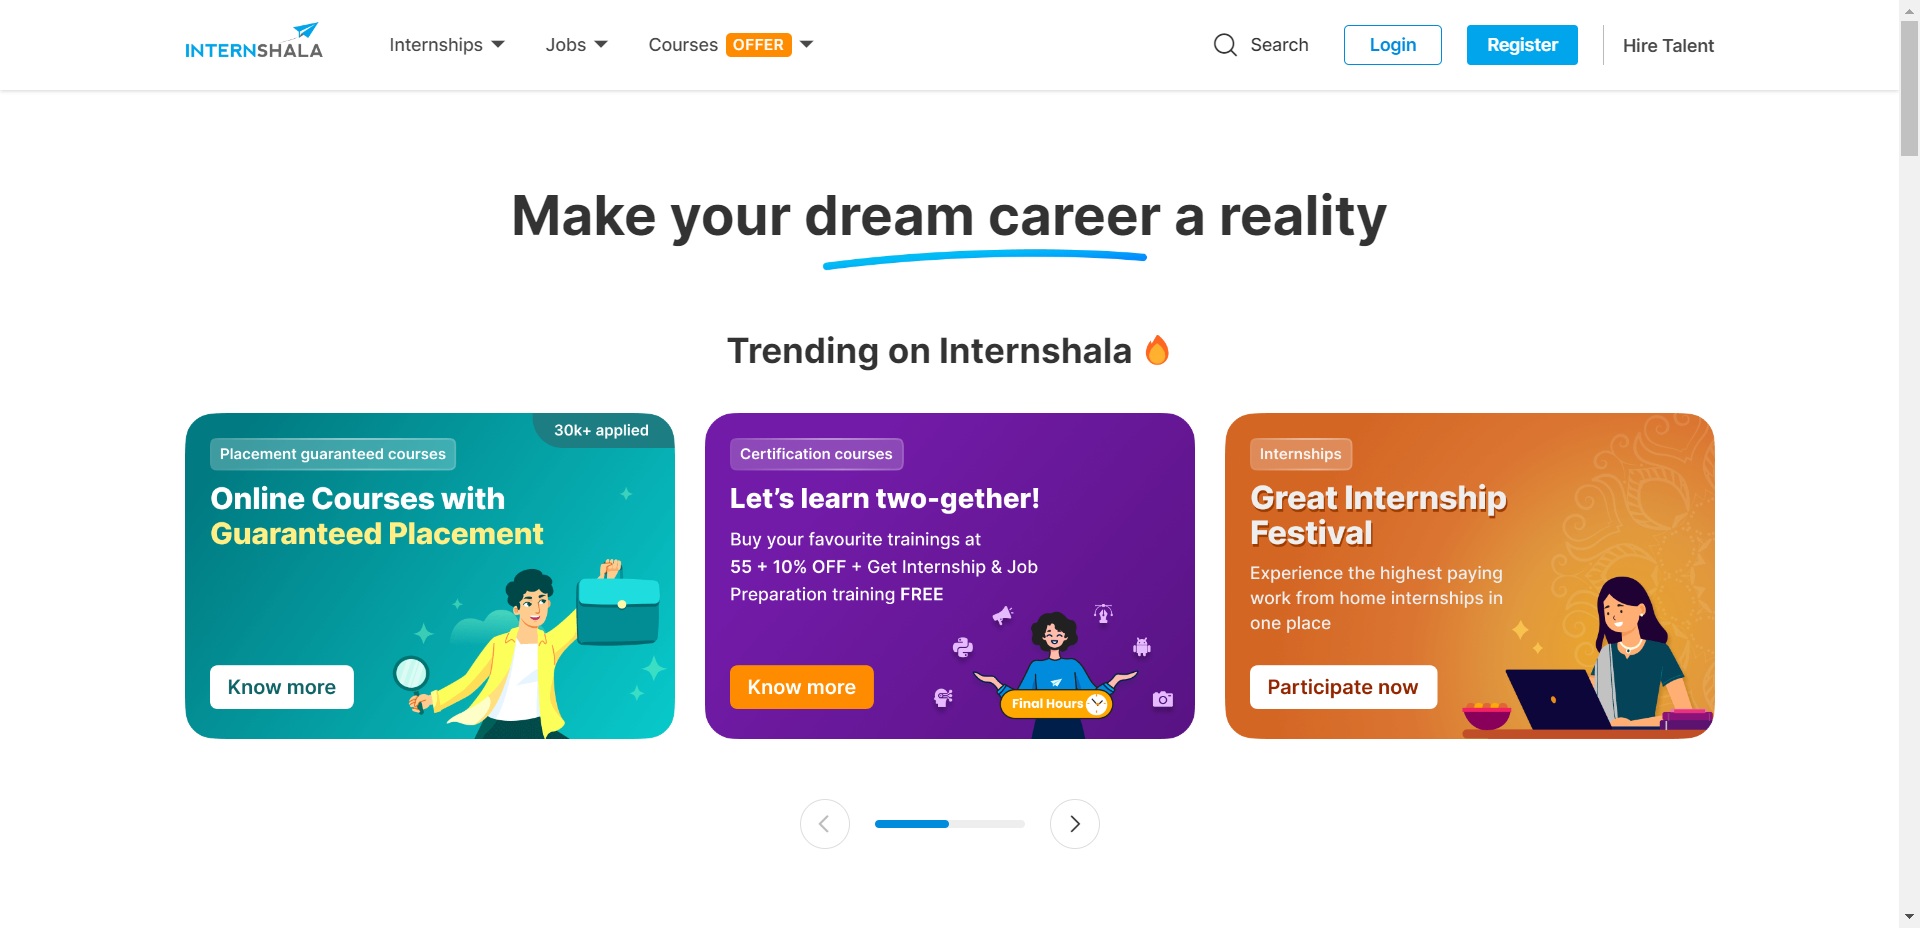 INTERNSHALA
Internships
Jobs
Courses OFFER
Search
Login
Register
Hire Talent
Make your dream career a reality
Trending on Internshala
30k+ applied
Placement guaranteed courses
Online Courses with
Guaranteed Placement
Know more
Certification courses
Let’s learn two-gether!
Buy your favourite trainings at
55 + 10% OFF + Get Internship & Job
Preparation training FREE
Final Hours
Know more
Internships
Great Internship
Festival
Experience the highest paying
work from home internships in
one place
Participate now